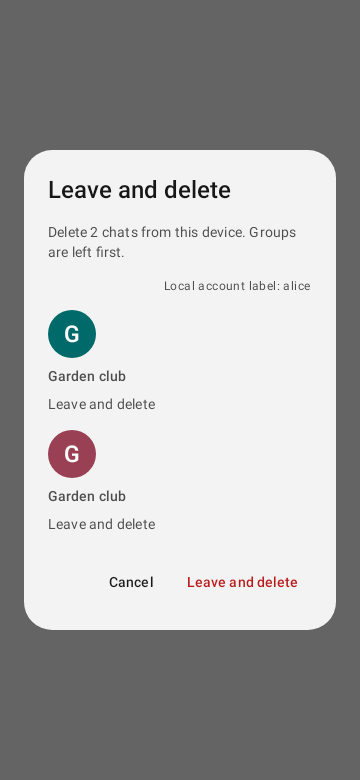 Leave and delete
Delete 2 chats from this device. Groups
are left first.
Local account label: alice
G
Garden club
Leave and delete
G
Garden club
Leave and delete
Cancel
Leave and delete